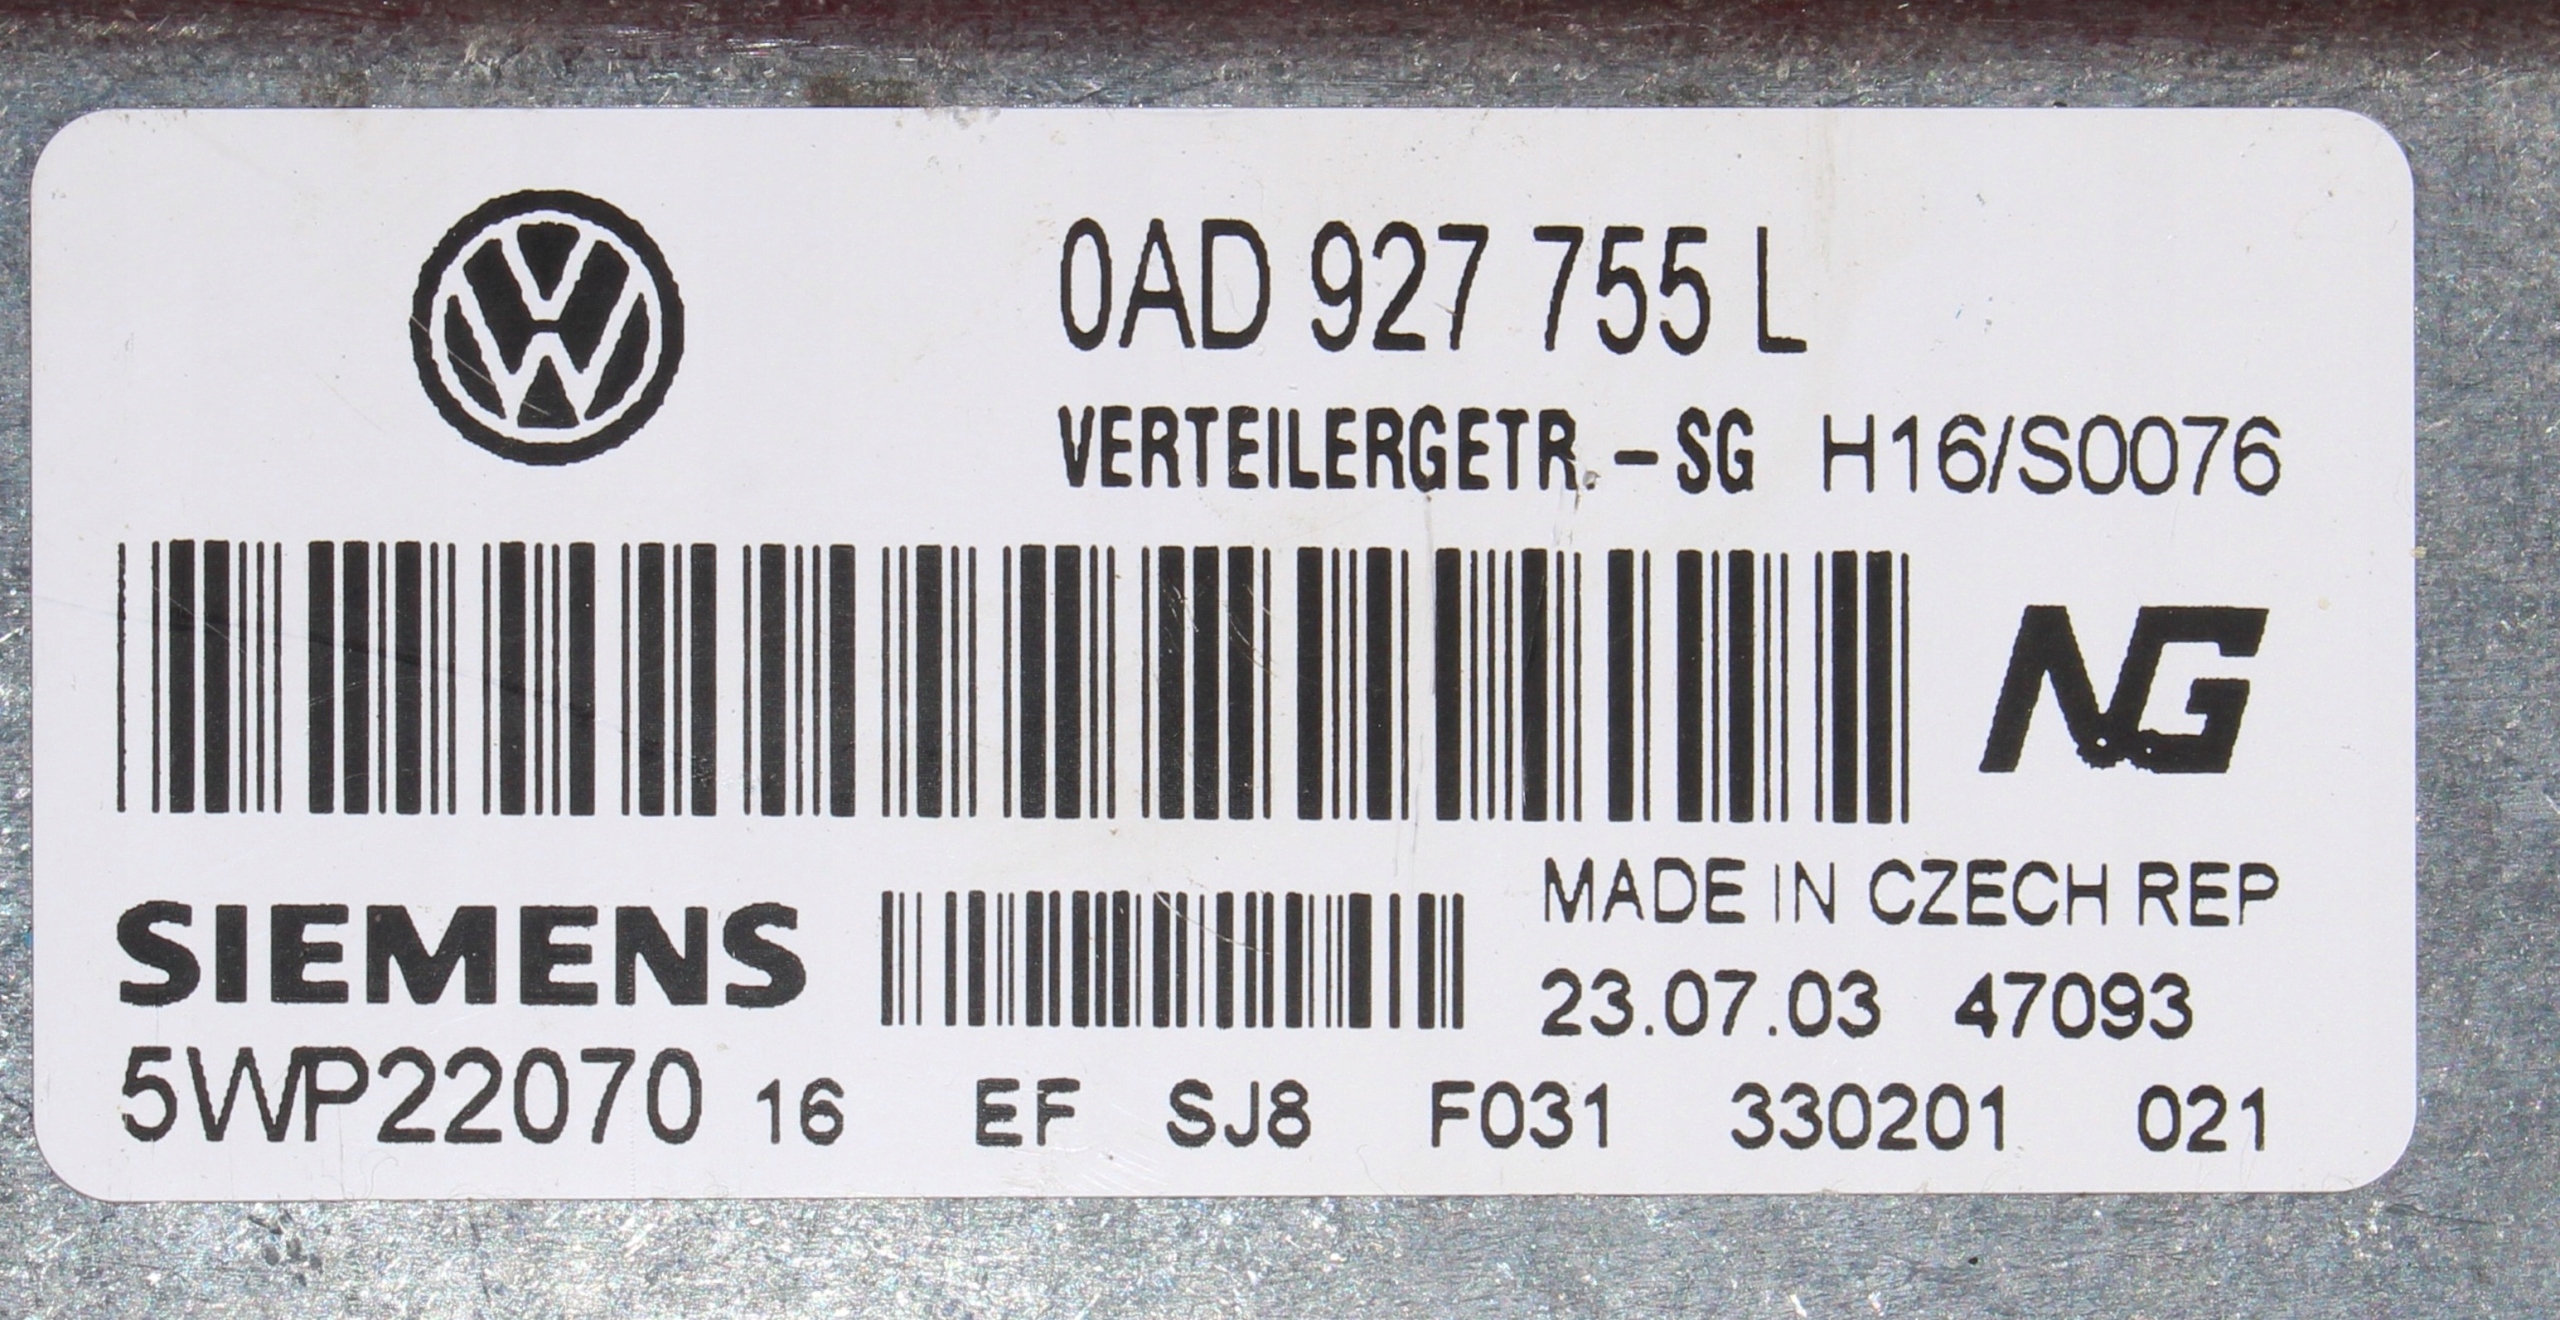 0AD 927 755 L
VERTEILERGETR.-SG H16/S0076
NG
SIEMENS
MADE IN CZECH REP
23.07.03 47093
5WP22070 16 EF SJ8 F031 330201 021